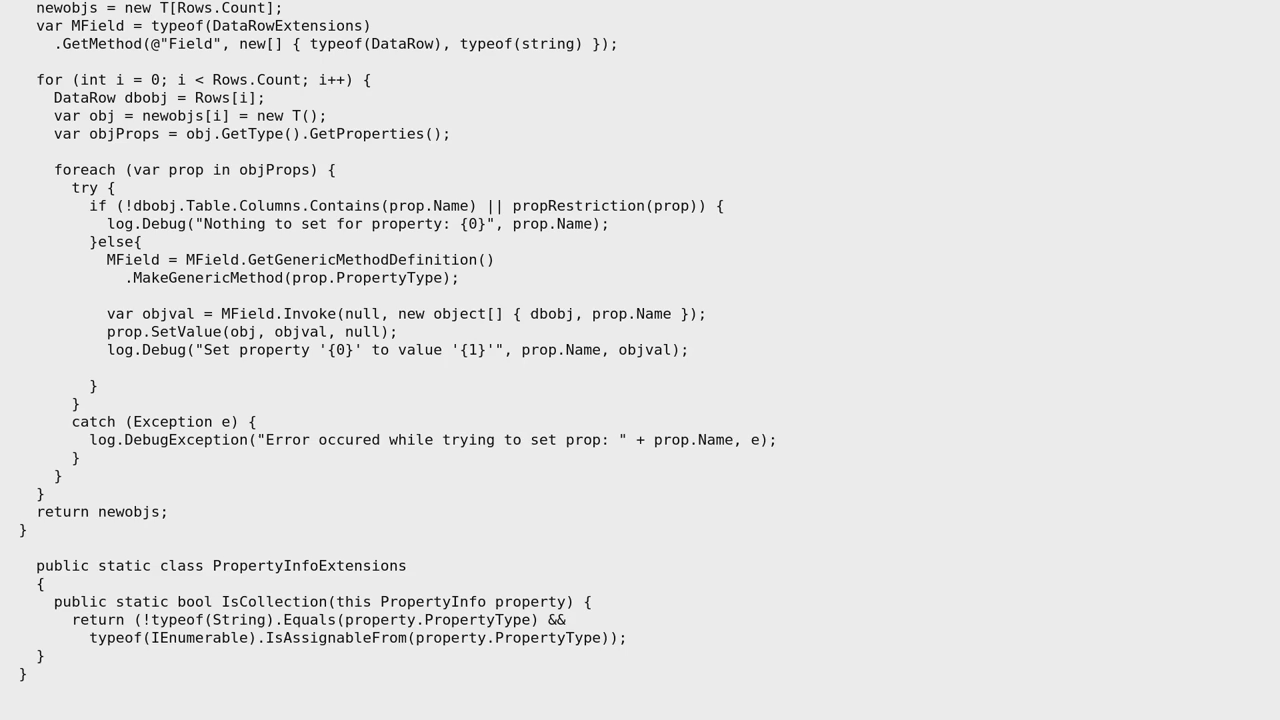 newobjs = new T[Rows.Count];
var MField = typeof(DataRowExtensions)
.GetMethod(@"Field", new[] { typeof(DataRow), typeof(string) });
for (int i = 0; i < Rows.Count; i++) {
DataRow dbobj = Rows[i];
var obj = newobjs[i] = new T();
var objProps = obj.GetType().GetProperties();
foreach (var prop in objProps) {
try {
if (!dbobj.Table.Columns.Contains(prop.Name) || propRestriction(prop)) {
log.Debug("Nothing to set for property: {0}", prop.Name);
}else{
MField = MField.GetGenericMethodDefinition()
.MakeGenericMethod(prop.PropertyType);
var objval = MField.Invoke(null, new object[] { dbobj, prop.Name });
prop.SetValue(obj, objval, null);
log.Debug("Set property '{0}' to value '{1}'", prop.Name, objval);
}
}
catch (Exception e) {
log.DebugException("Error occured while trying to set prop: " + prop.Name, e);
}
}
}
return newobjs;
}
public static class PropertyInfoExtensions
{
public static bool IsCollection(this PropertyInfo property) {
return (!typeof(String).Equals(property.PropertyType) &&
typeof(IEnumerable).IsAssignableFrom(property.PropertyType));
}
}